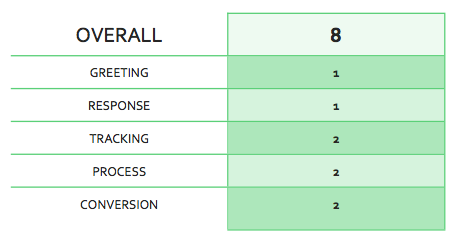 OVERALL 8
GREETING 1
RESPONSE 1
TRACKING 2
PROCESS 2
CONVERSION 2